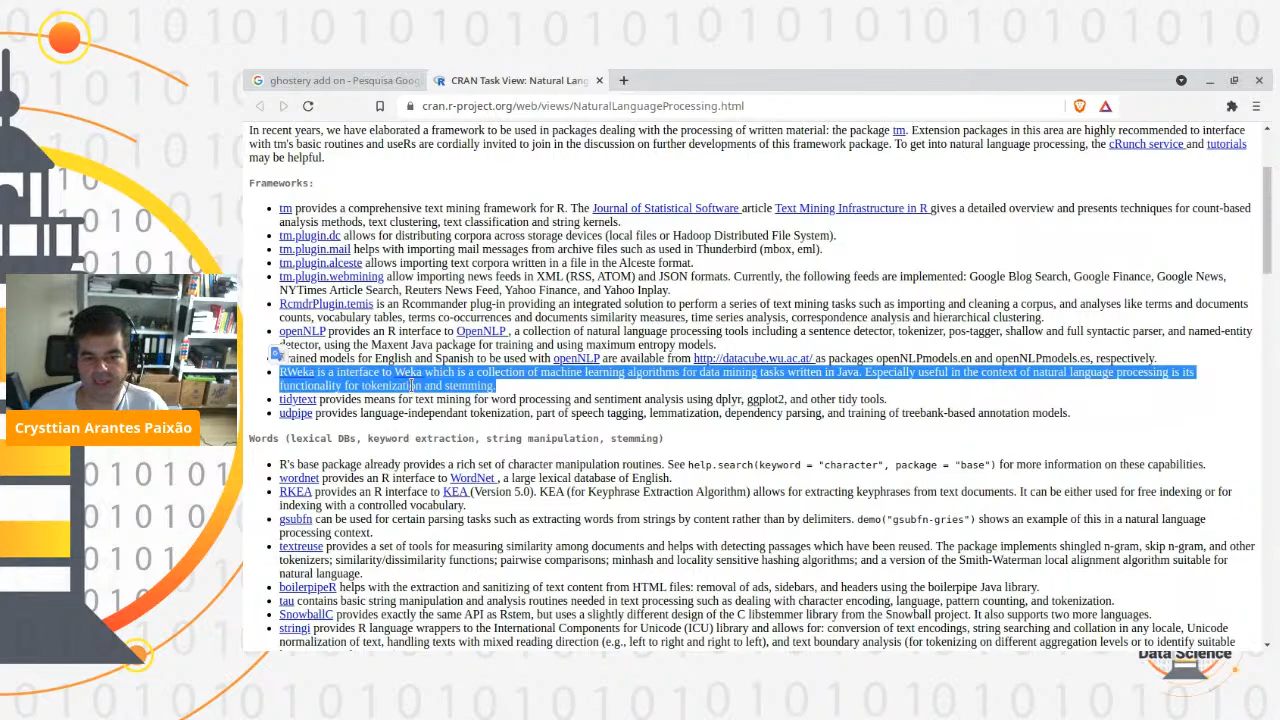 ghostery add on - Pesquisa Goog
CRAN Task View: Natural Lang
cran.r-project.org/web/views/NaturalLanguageProcessing.html
In recent years, we have elaborated a framework to be used in packages dealing with the processing of written material: the package tm. Extension packages in this area are highly recommended to interface
with tm's basic routines and useRs are cordially invited to join in the discussion on further developments of this framework package. To get into natural language processing, the cRunch service and tutorials
may be helpful.
Frameworks:
tm provides a comprehensive text mining framework for R. The Journal of Statistical Software article Text Mining Infrastructure in R gives a detailed overview and presents techniques for count-based
analysis methods, text clustering, text classification and string kernels.
tm.plugin.dc allows for distributing corpora across storage devices (local files or Hadoop Distributed File System).
tm.plugin.mail helps with importing mail messages from archive files such as used in Thunderbird (mbox, eml).
tm.plugin.alceste allows importing text corpora written in a file in the Alceste format.
tm.plugin.webmining allow importing news feeds in XML (RSS, ATOM) and JSON formats. Currently, the following feeds are implemented: Google Blog Search, Google Finance, Google News,
NYTimes Article Search, Reuters News Feed, Yahoo Finance, and Yahoo Inplay.
RcmdrPlugin.temis is an Rcommander plug-in providing an integrated solution to perform a series of text mining tasks such as importing and cleaning a corpus, and analyses like terms and documents
counts, vocabulary tables, terms co-occurrences and documents similarity measures, time series analysis, correspondence analysis and hierarchical clustering.
openNLP provides an R interface to OpenNLP , a collection of natural language processing tools including a sentence detector, tokenizer, pos-tagger, shallow and full syntactic parser, and named-entity
detector, using the Maxent Java package for training and using maximum entropy models.
rained models for English and Spanish to be used with openNLP are available from http://datacube.wu.ac.at/ as packages openNLPmodels.en and openNLPmodels.es, respectively.
RWeka is a interface to Weka which is a collection of machine learning algorithms for data mining tasks written in Java. Especially useful in the context of natural language processing is its
functionality for tokenization and stemming.
tidytext provides means for text mining for word processing and sentiment analysis using dplyr, ggplot2, and other tidy tools.
udpipe provides language-independant tokenization, part of speech tagging, lemmatization, dependency parsing, and training of treebank-based annotation models.
Words (lexical DBs, keyword extraction, string manipulation, stemming)
R's base package already provides a rich set of character manipulation routines. See help.search(keyword = "character", package = "base") for more information on these capabilities.
wordnet provides an R interface to WordNet , a large lexical database of English.
RKEA provides an R interface to KEA (Version 5.0). KEA (for Keyphrase Extraction Algorithm) allows for extracting keyphrases from text documents. It can be either used for free indexing or for
indexing with a controlled vocabulary.
gsubfn can be used for certain parsing tasks such as extracting words from strings by content rather than by delimiters. demo("gsubfn-gries") shows an example of this in a natural language
processing context.
textreuse provides a set of tools for measuring similarity among documents and helps with detecting passages which have been reused. The package implements shingled n-gram, skip n-gram, and other
tokenizers; similarity/dissimilarity functions; pairwise comparisons; minhash and locality sensitive hashing algorithms; and a version of the Smith-Waterman local alignment algorithm suitable for
natural language.
boilerpipeR helps with the extraction and sanitizing of text content from HTML files: removal of ads, sidebars, and headers using the boilerpipe Java library.
tau contains basic string manipulation and analysis routines needed in text processing such as dealing with character encoding, language, pattern counting, and tokenization.
SnowballC provides exactly the same API as Rstem, but uses a slightly different design of the C libstemmer library from the Snowball project. It also supports two more languages.
stringi provides R language wrappers to the International Components for Unicode (ICU) library and allows for: conversion of text encodings, string searching and collation in any locale, Unicode
normalization of text, handling texts with mixed reading direction (e.g., left to right and right to left), and text boundary analysis (for tokenizing on different aggregation levels or to identify suitable
Crysttian Arantes Paixão
Data Science